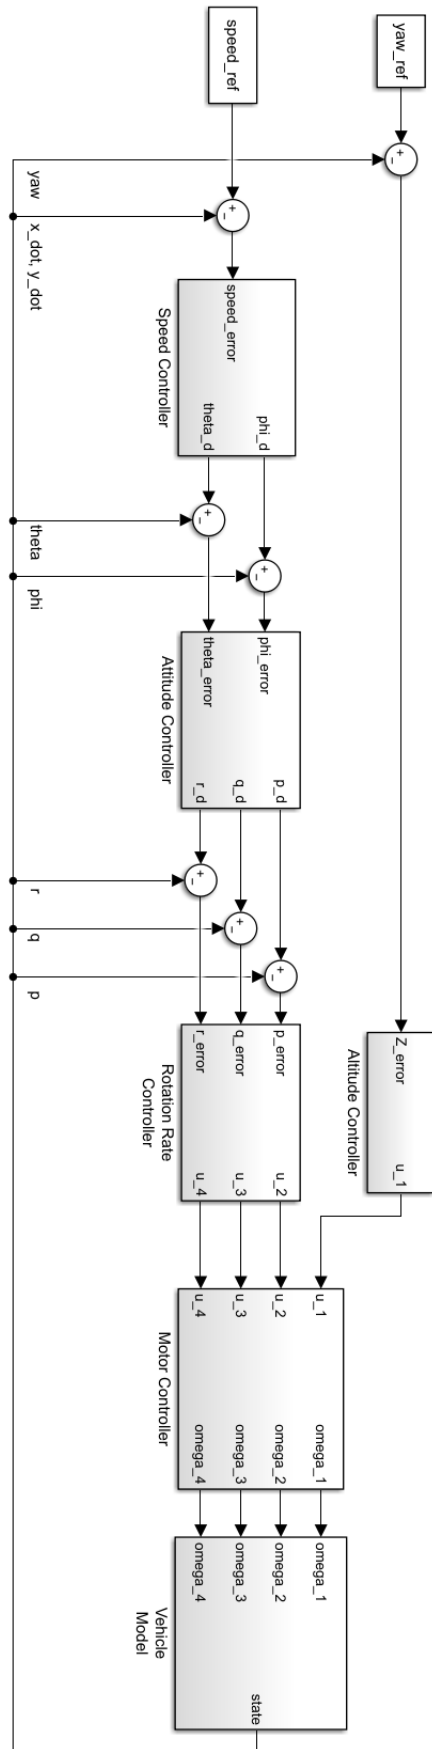 yaw_ref
speed_ref
yaw
x_dot, y_dot
speed_error
phi_d
theta_d
Speed Controller
theta
phi
phi_error
theta_error
p_d
q_d
r_d
Attitude Controller
r
q
p
Z_error
u_1
Altitude Controller
p_error
q_error
r_error
u_2
u_3
u_4
Rotation Rate
Controller
u_1
u_2
u_3
u_4
omega_1
omega_2
omega_3
omega_4
Motor Controller
omega_1
omega_2
omega_3
omega_4
state
Vehicle
Model